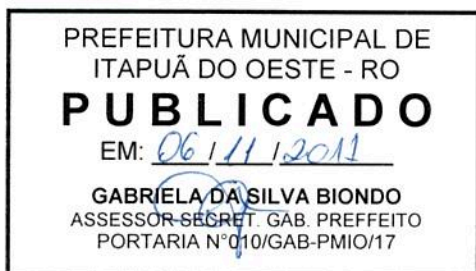 PREFEITURA MUNICIPAL DE
ITAPUÃ DO OESTE - RO
PUBLICADO
EM: 06 / 11 / 2017
GABRIELA DA SILVA BIONDO
ASSESSOR SECRET. GAB. PREFFEITO
PORTARIA N°010/GAB-PMIO/17